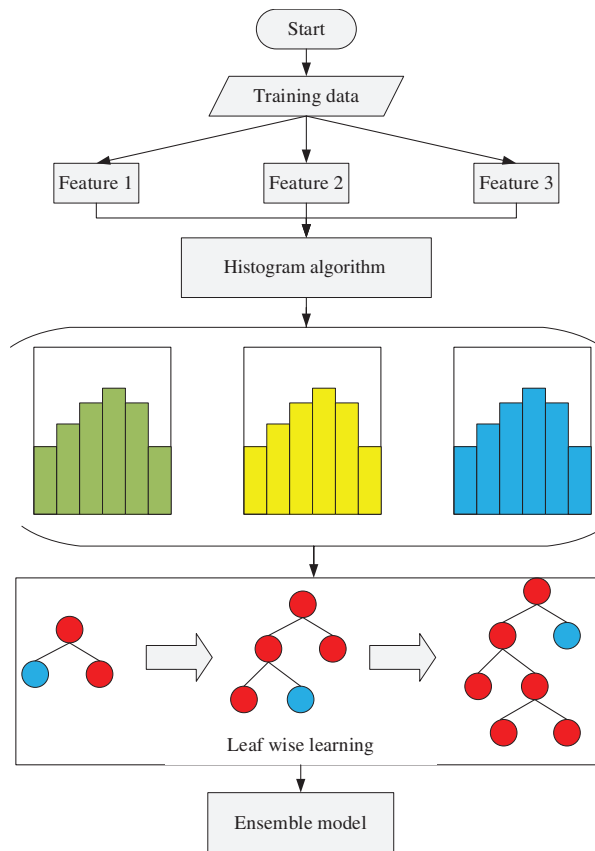 Start
Training data
Feature 1
Feature 2
Feature 3
Histogram algorithm
Leaf wise learning
Ensemble model